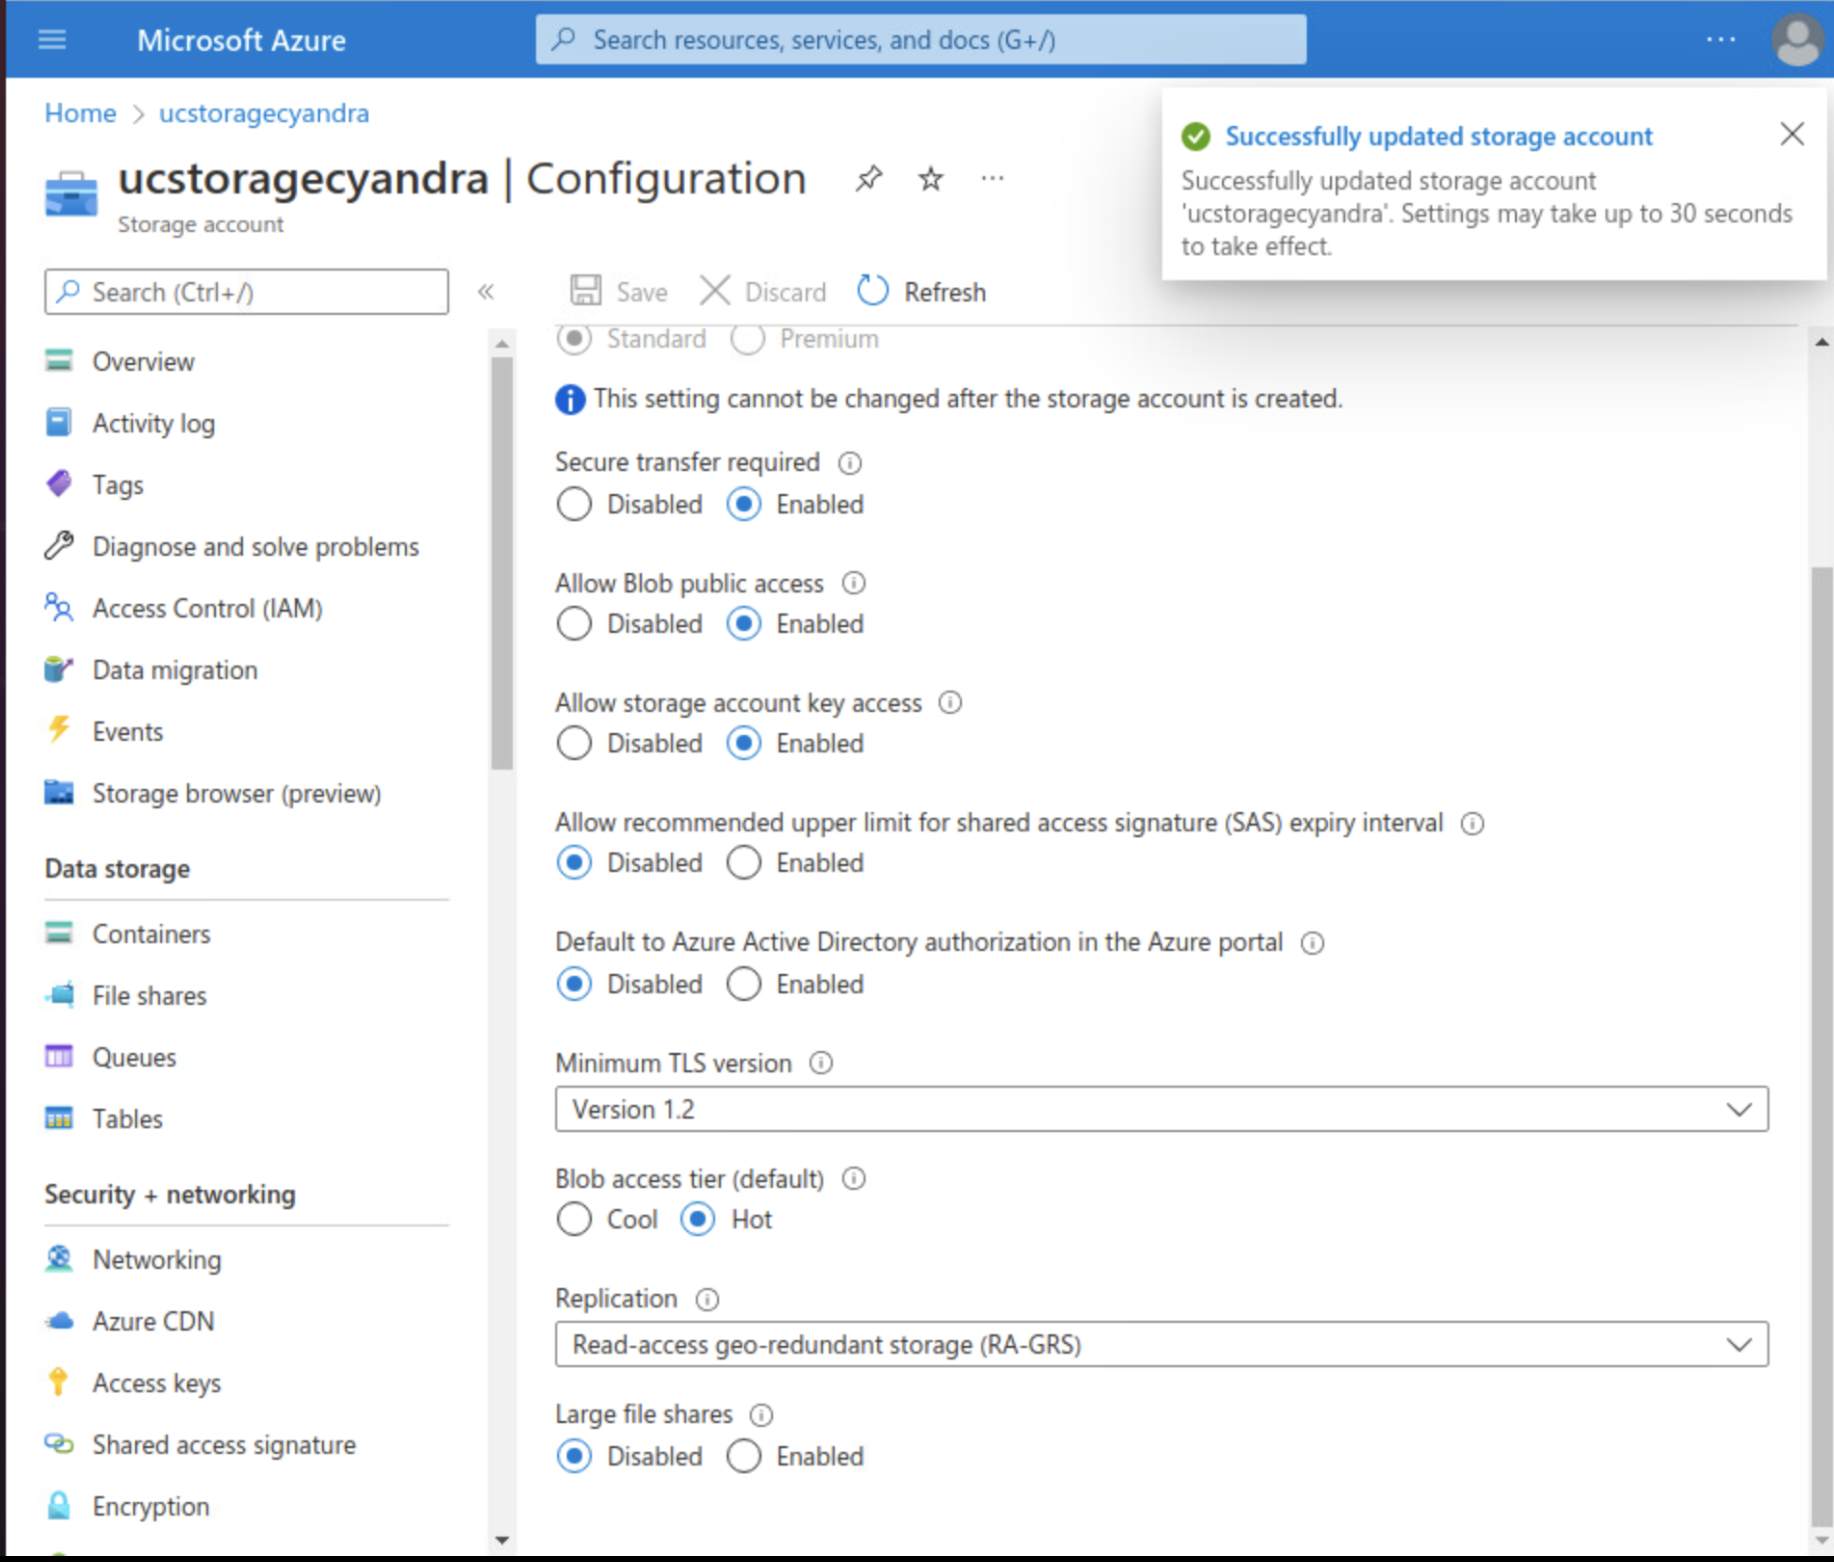 Microsoft Azure
Search resources, services, and docs (G+/)
Home > ucstoragecyandra
ucstoragecyandra | Configuration
Storage account
Successfully updated storage account
Successfully updated storage account
'ucstoragecyandra'. Settings may take up to 30 seconds
to take effect.
Search (Ctrl+/)
Save Discard Refresh
Overview
Activity log
Tags
Diagnose and solve problems
Access Control (IAM)
Data migration
Events
Storage browser (preview)
Data storage
Containers
File shares
Queues
Tables
Security + networking
Networking
Azure CDN
Access keys
Shared access signature
Encryption
Standard Premium
This setting cannot be changed after the storage account is created.
Secure transfer required
Disabled Enabled
Allow Blob public access
Disabled Enabled
Allow storage account key access
Disabled Enabled
Allow recommended upper limit for shared access signature (SAS) expiry interval
Disabled Enabled
Default to Azure Active Directory authorization in the Azure portal
Disabled Enabled
Minimum TLS version
Version 1.2
Blob access tier (default)
Cool Hot
Replication
Read-access geo-redundant storage (RA-GRS)
Large file shares
Disabled Enabled